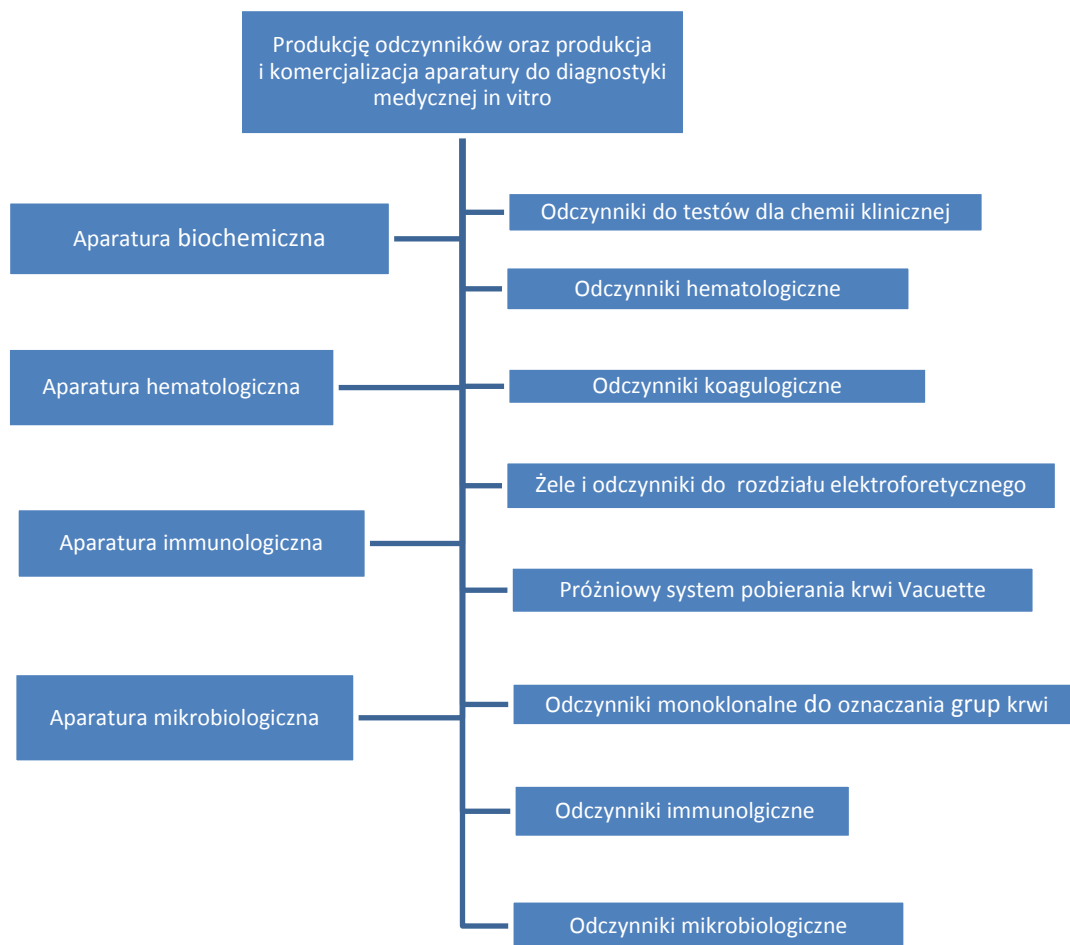 Produkcję odczynników oraz produkcja
i komercjalizacja aparatury do diagnostyki
medycznej in vitro
Aparatura biochemiczna
Odczynniki do testów dla chemii klinicznej
Odczynniki hematologiczne
Aparatura hematologiczna
Odczynniki koagulogiczne
Żele i odczynniki do rozdziału elektroforetycznego
Aparatura immunologiczna
Próżniowy system pobierania krwi Vacuette
Aparatura mikrobiologiczna
Odczynniki monoklonalne do oznaczania grup krwi
Odczynniki immunolgiczne
Odczynniki mikrobiologiczne